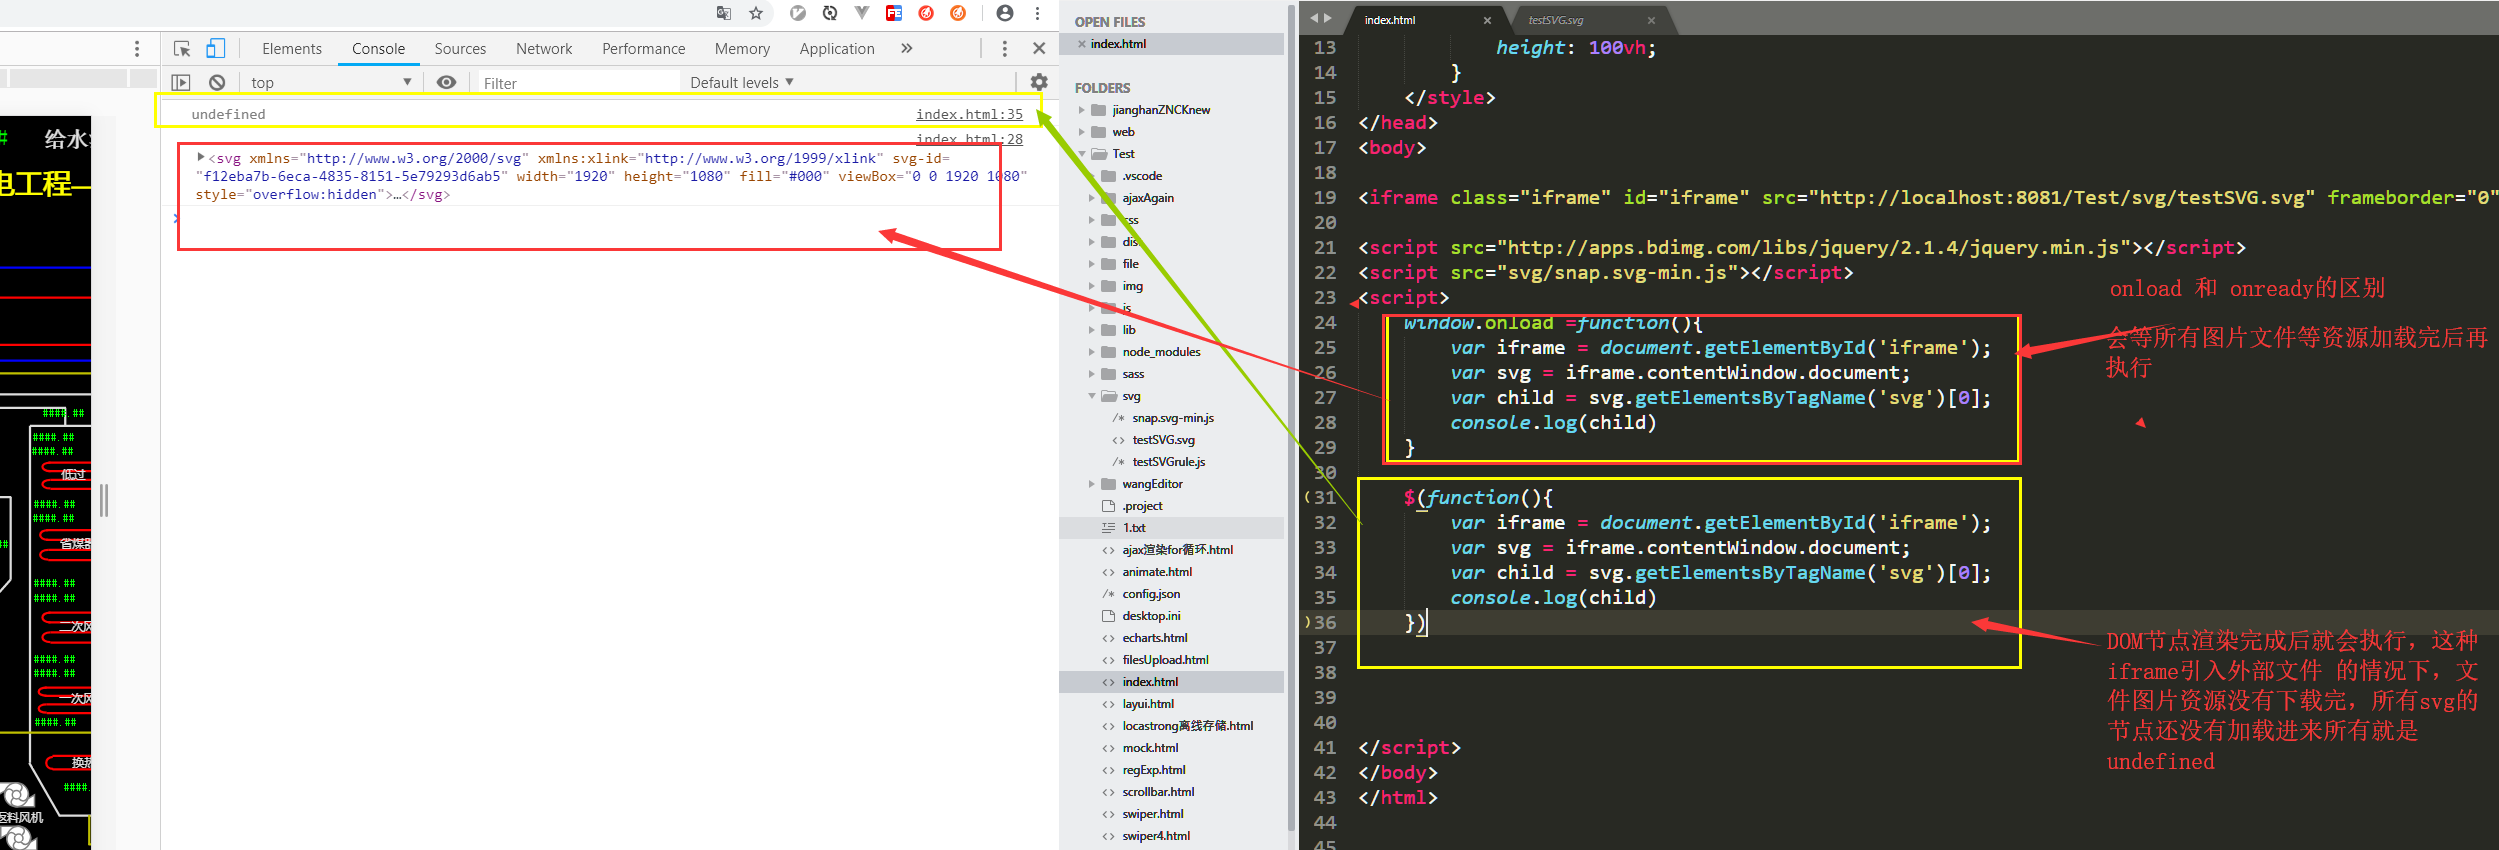 Elements Console Sources Network Performance Memory Application »
top Filter Default levels
undefined index.html:35
index.html:28
<svg xmlns="http://www.w3.org/2000/svg" xmlns:xlink="http://www.w3.org/1999/xlink" svg-id=
"f12eba7b-6eca-4835-8151-5e79293d6ab5" width="1920" height="1080" fill="#000" viewBox="0 0 1920 1080"
style="overflow:hidden">…</svg>
# 给水
电工程—
####.##
####.##
####.##
低过
####.##
####.##
省煤器
##
####.##
####.##
二次风
####.##
####.##
一次风
####.##
换热
####.
返料风机
OPEN FILES
× index.html
FOLDERS
jianghanZNCKnew
web
Test
.vscode
ajaxAgain
css
dis
file
img
js
lib
node_modules
sass
svg
/* snap.svg-min.js
<> testSVG.svg
/* testSVGrule.js
wangEditor
.project
1.txt
<> ajax渲染for循环.html
<> animate.html
/* config.json
desktop.ini
<> echarts.html
<> filesUpload.html
<> index.html
<> layui.html
<> locastrong离线存储.html
<> mock.html
<> regExp.html
<> scrollbar.html
<> swiper.html
<> swiper4.html
index.html × testSVG.svg ×
13 height: 100vh;
14 }
15 </style>
16 </head>
17 <body>
18
19 <iframe class="iframe" id="iframe" src="http://localhost:8081/Test/svg/testSVG.svg" frameborder="0"
20
21 <script src="http://apps.bdimg.com/libs/jquery/2.1.4/jquery.min.js"></script>
22 <script src="svg/snap.svg-min.js"></script>
23 <script>
24 window.onload =function(){
25 var iframe = document.getElementById('iframe');
26 var svg = iframe.contentWindow.document;
27 var child = svg.getElementsByTagName('svg')[0];
28 console.log(child)
29 }
30
31 $(function(){
32 var iframe = document.getElementById('iframe');
33 var svg = iframe.contentWindow.document;
34 var child = svg.getElementsByTagName('svg')[0];
35 console.log(child)
36 })
37
38
39
40
41 </script>
42 </body>
43 </html>
44
45
onload 和 onready的区别
会等所有图片文件等资源加载完后再
执行
DOM节点渲染完成后就会执行，这种
iframe引入外部文件 的情况下，文
件图片资源没有下载完，所有svg的
节点还没有加载进来所有就是
undefined